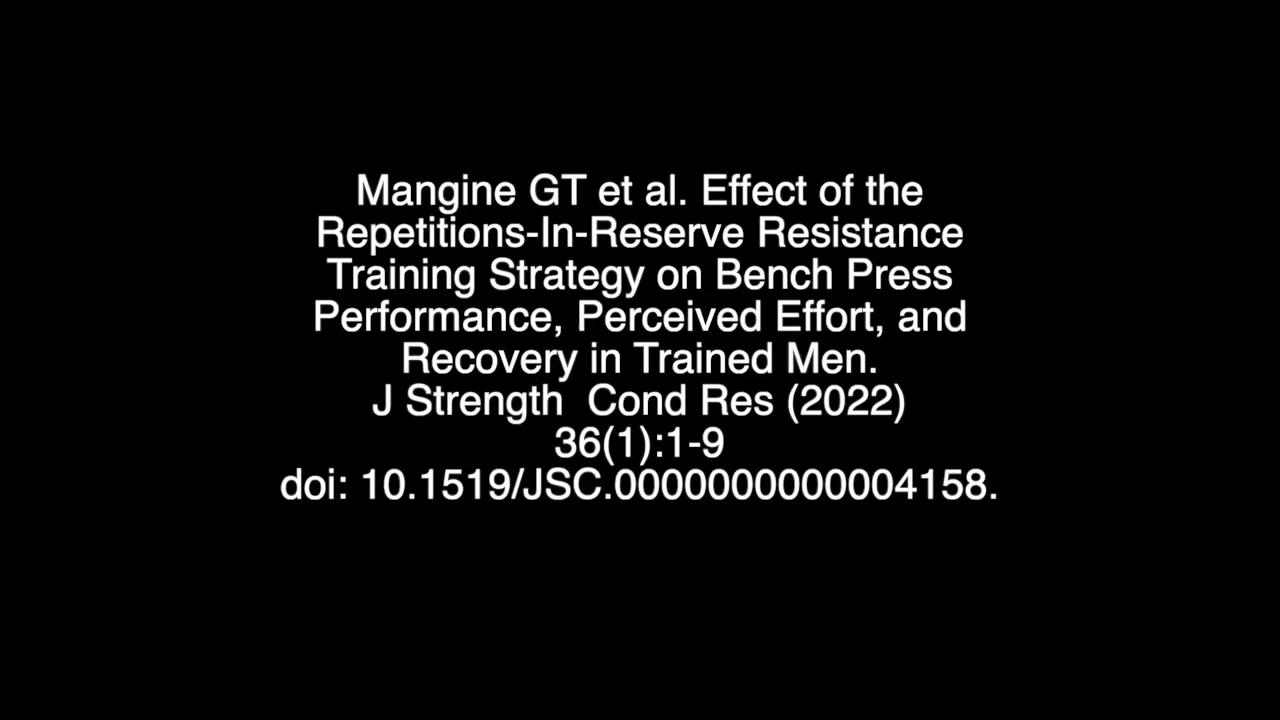 Mangine GT et al. Effect of the
Repetitions-In-Reserve Resistance
Training Strategy on Bench Press
Performance, Perceived Effort, and
Recovery in Trained Men.
J Strength  Cond Res (2022)
36(1):1-9
doi: 10.1519/JSC.0000000000004158.